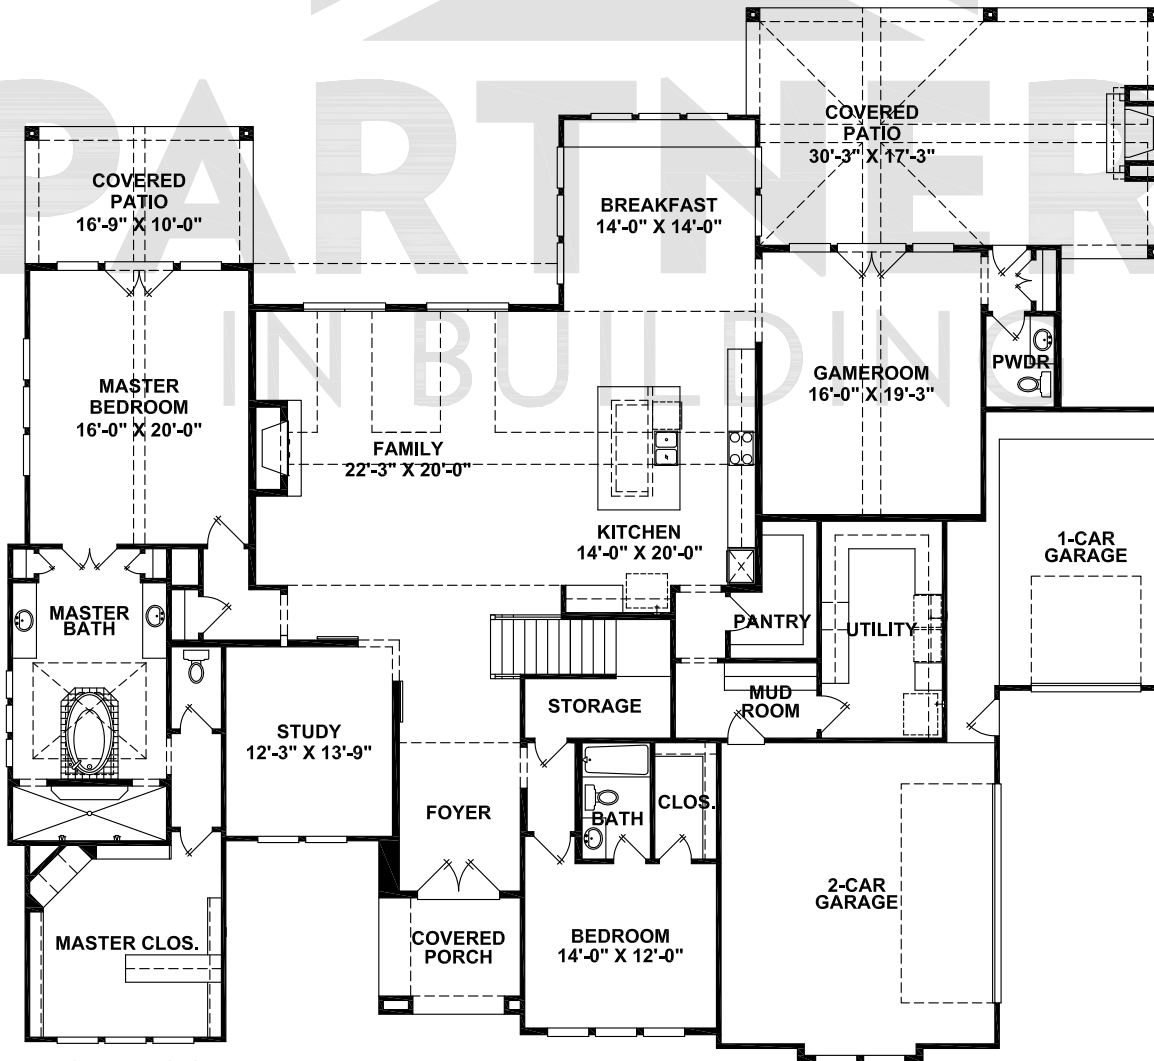 PARTNER
IN BUILDING
COVERED
PATIO
30'-3" X 17'-3"
COVERED
PATIO
16'-9" X 10'-0"
BREAKFAST
14'-0" X 14'-0"
MASTER
BEDROOM
16'-0" X 20'-0"
FAMILY
22'-3" X 20'-0"
GAMEROOM
16'-0" X 19'-3"
PWDR
KITCHEN
14'-0" X 20'-0"
1-CAR
GARAGE
MASTER
BATH
PANTRY
UTILITY
MUD
ROOM
STORAGE
STUDY
12'-3" X 13'-9"
FOYER
BATH
CLOS.
2-CAR
GARAGE
MASTER CLOS.
COVERED
PORCH
BEDROOM
14'-0" X 12'-0"